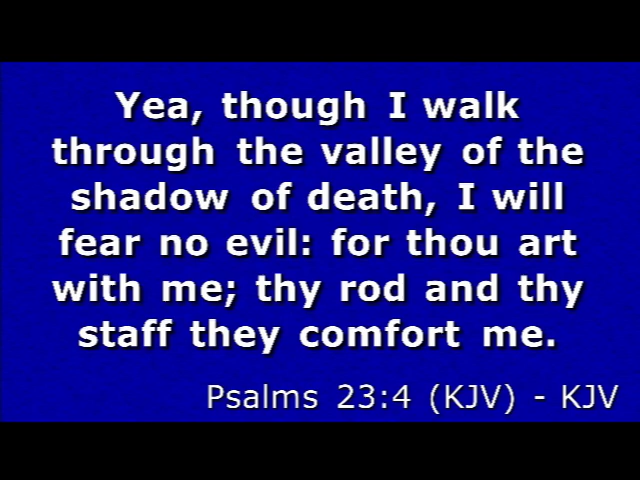 Yea, though I walk
through the valley of the
shadow of death, I will
fear no evil: for thou art
with me; thy rod and thy
staff they comfort me.
Psalms 23:4 (KJV) - KJV